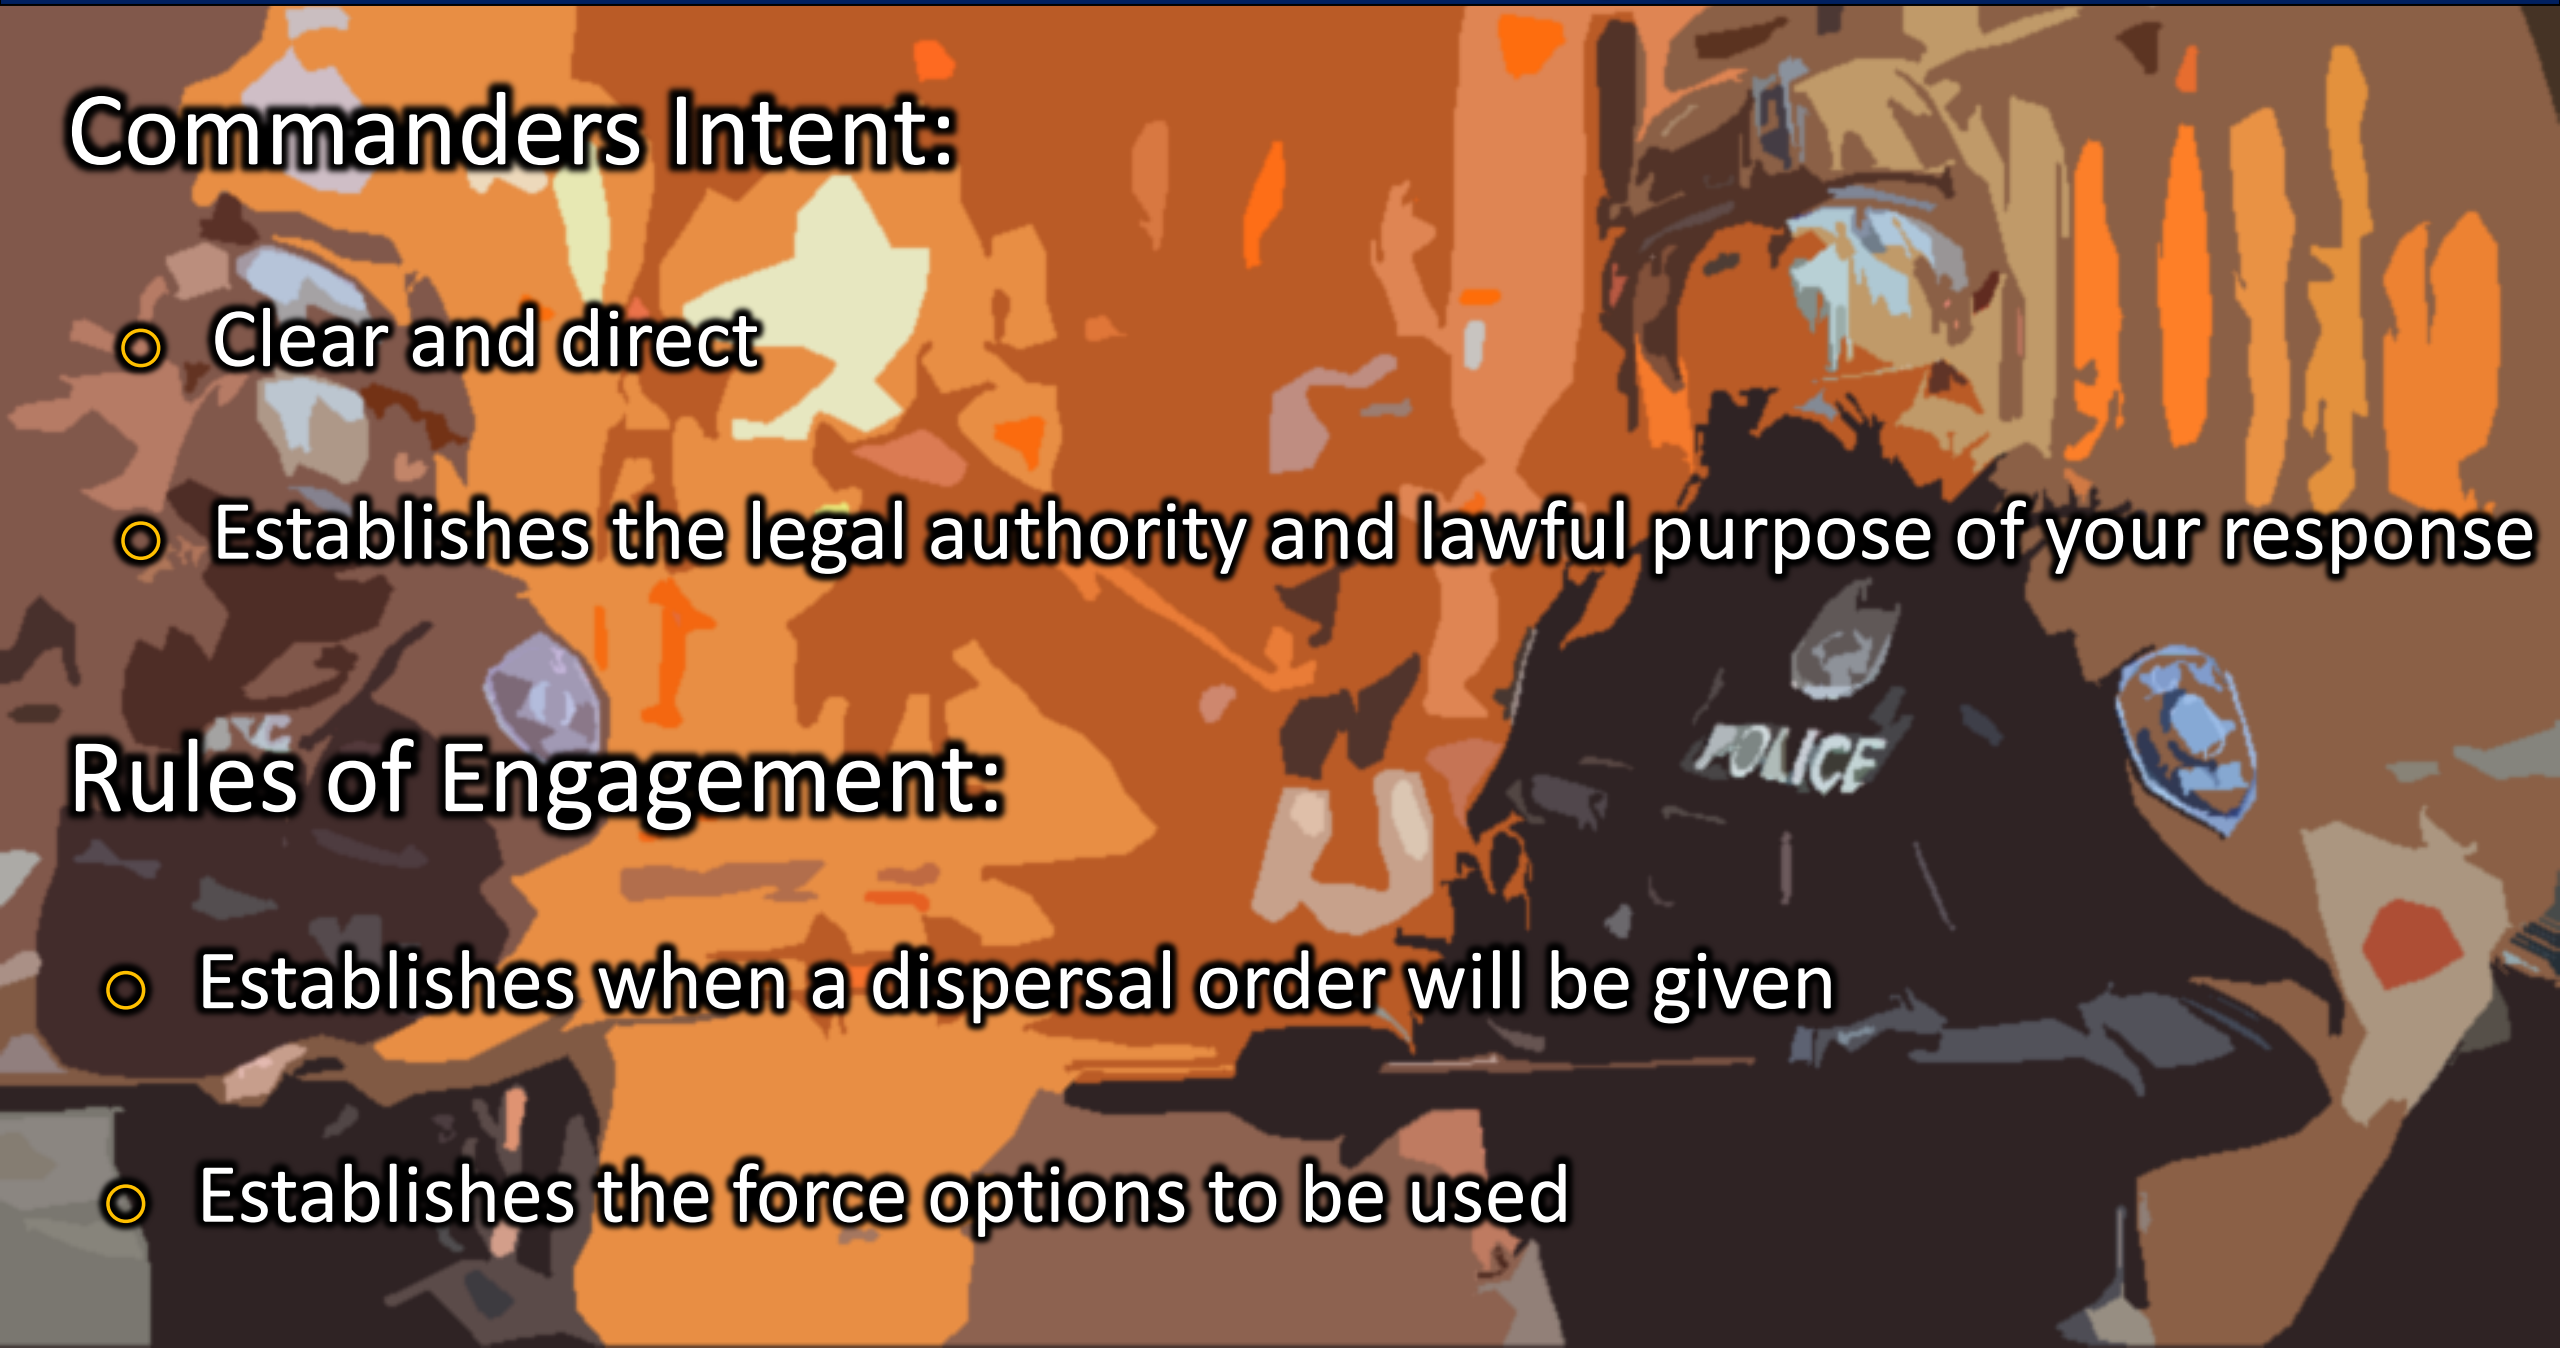 Commanders Intent:
o Clear and direct
o Establishes the legal authority and lawful purpose of your response
POLICE
Rules of Engagement:
o Establishes when a dispersal order will be given
o Establishes the force options to be used